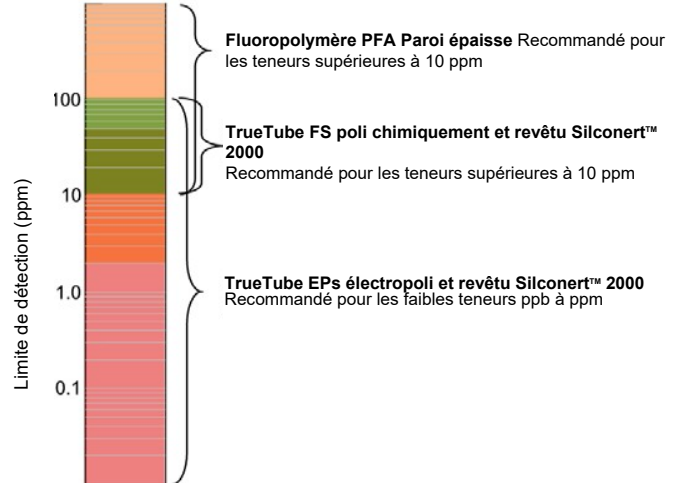 Fluoropolymère PFA Paroi épaisse Recommandé pour
les teneurs supérieures à 10 ppm
100
TrueTube FS poli chimiquement et revêtu Silconert™
2000
Recommandé pour les teneurs supérieures à 10 ppm
10
TrueTube EPs électropoli et revêtu Silconert™ 2000
Recommandé pour les faibles teneurs ppb à ppm
1.0
0.1
Limite de détection (ppm)